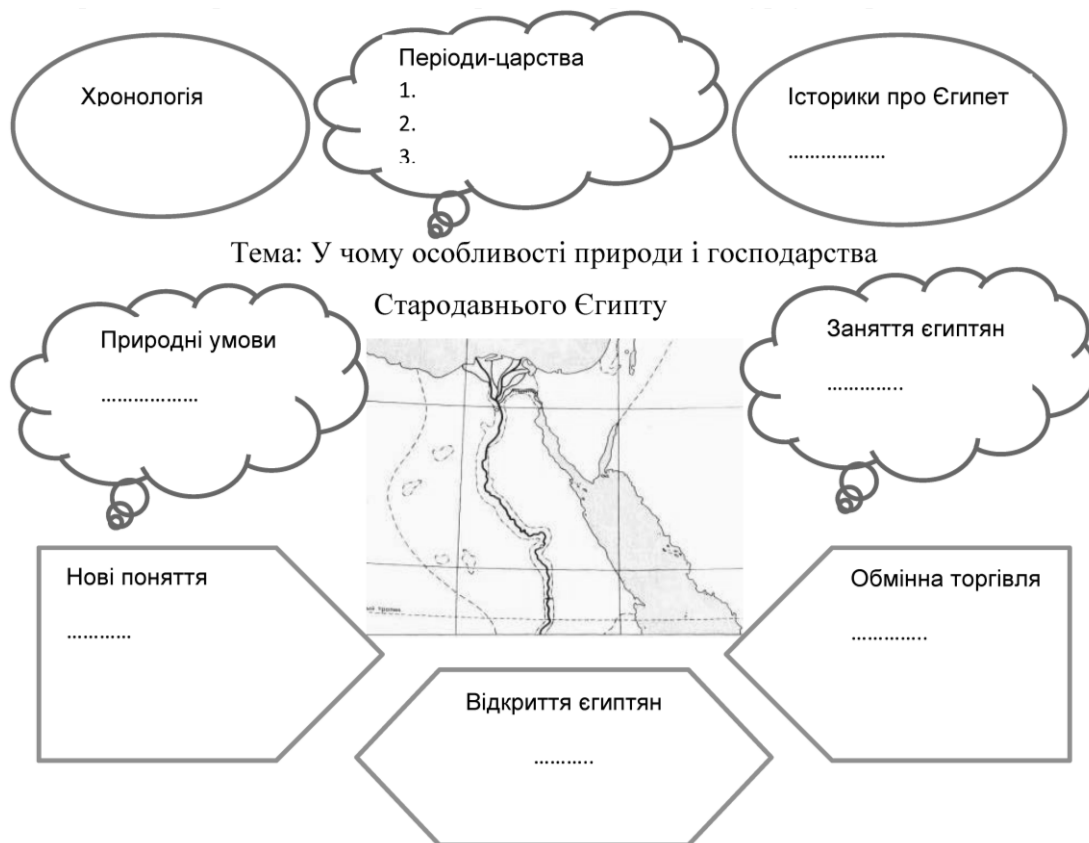 Хронологія
Періоди-царства
1.
2.
3.
Історики про Єгипет
………………
Тема: У чому особливості природи і господарства
Стародавнього Єгипту
Природні умови
………………
Заняття єгиптян
…………..
Нові поняття
…………
Обмінна торгівля
…………..
Відкриття єгиптян
………..